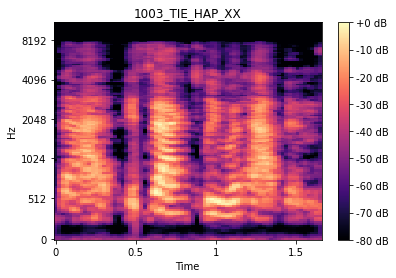 1003_TIE_HAP_XX
Hz
8192
4096
2048
1024
512
0
0
0.5
1
1.5
Time
+0 dB
-10 dB
-20 dB
-30 dB
-40 dB
-50 dB
-60 dB
-70 dB
-80 dB